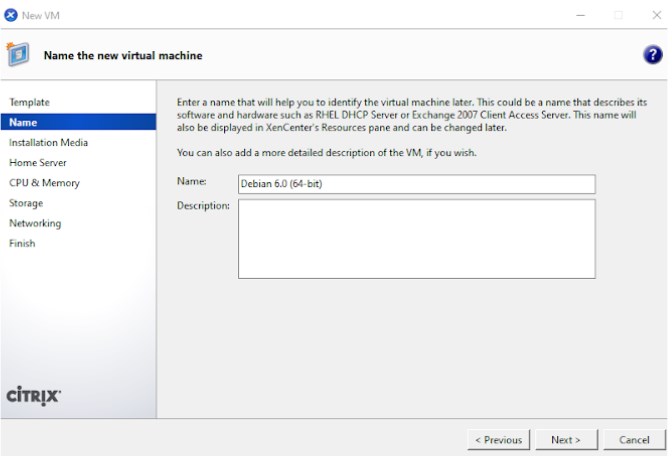 New VM
Name the new virtual machine
?
Template
Name
Installation Media
Home Server
CPU & Memory
Storage
Networking
Finish
CİTRIX
Enter a name that will help you to identify the virtual machine later. This could be a name that describes its
software and hardware such as RHEL DHCP Server or Exchange 2007 Client Access Server. This name will
also be displayed in XenCenter's Resources pane and can be changed later.
You can also add a more detailed description of the VM, if you wish.
Name: Debian 6.0 (64-bit)
Description:
< Previous Next > Cancel